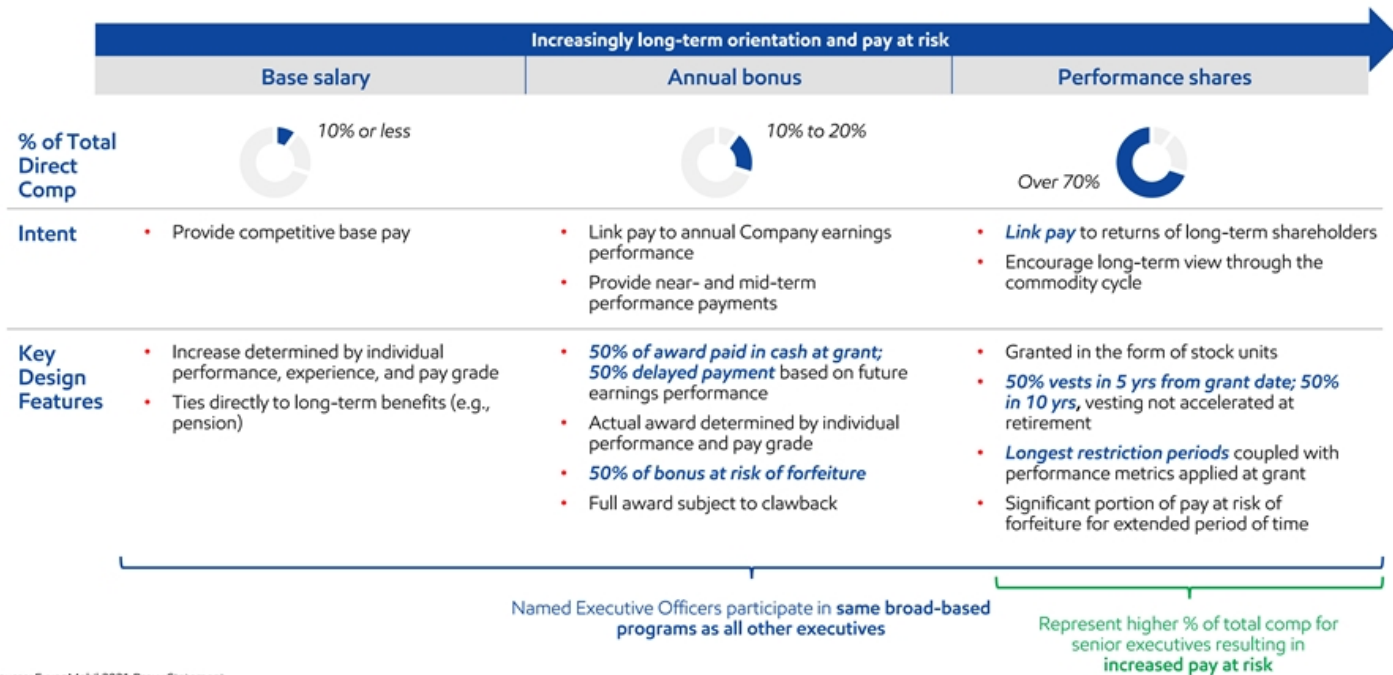 Increasingly long-term orientation and pay at risk
Base salary
Annual bonus
Performance shares
% of Total
Direct
Comp
10% or less
10% to 20%
Over 70%
Intent
• Provide competitive base pay
• Link pay to annual Company earnings
performance
• Provide near- and mid-term
performance payments
• Link pay to returns of long-term shareholders
• Encourage long-term view through the
commodity cycle
Key
Design
Features
• Increase determined by individual
performance, experience, and pay grade
• Ties directly to long-term benefits (e.g.,
pension)
• 50% of award paid in cash at grant;
50% delayed payment based on future
earnings performance
• Actual award determined by individual
performance and pay grade
• 50% of bonus at risk of forfeiture
• Full award subject to clawback
• Granted in the form of stock units
• 50% vests in 5 yrs from grant date; 50%
in 10 yrs, vesting not accelerated at
retirement
• Longest restriction periods coupled with
performance metrics applied at grant
• Significant portion of pay at risk of
forfeiture for extended period of time
Named Executive Officers participate in same broad-based
programs as all other executives
Represent higher % of total comp for
senior executives resulting in
increased pay at risk